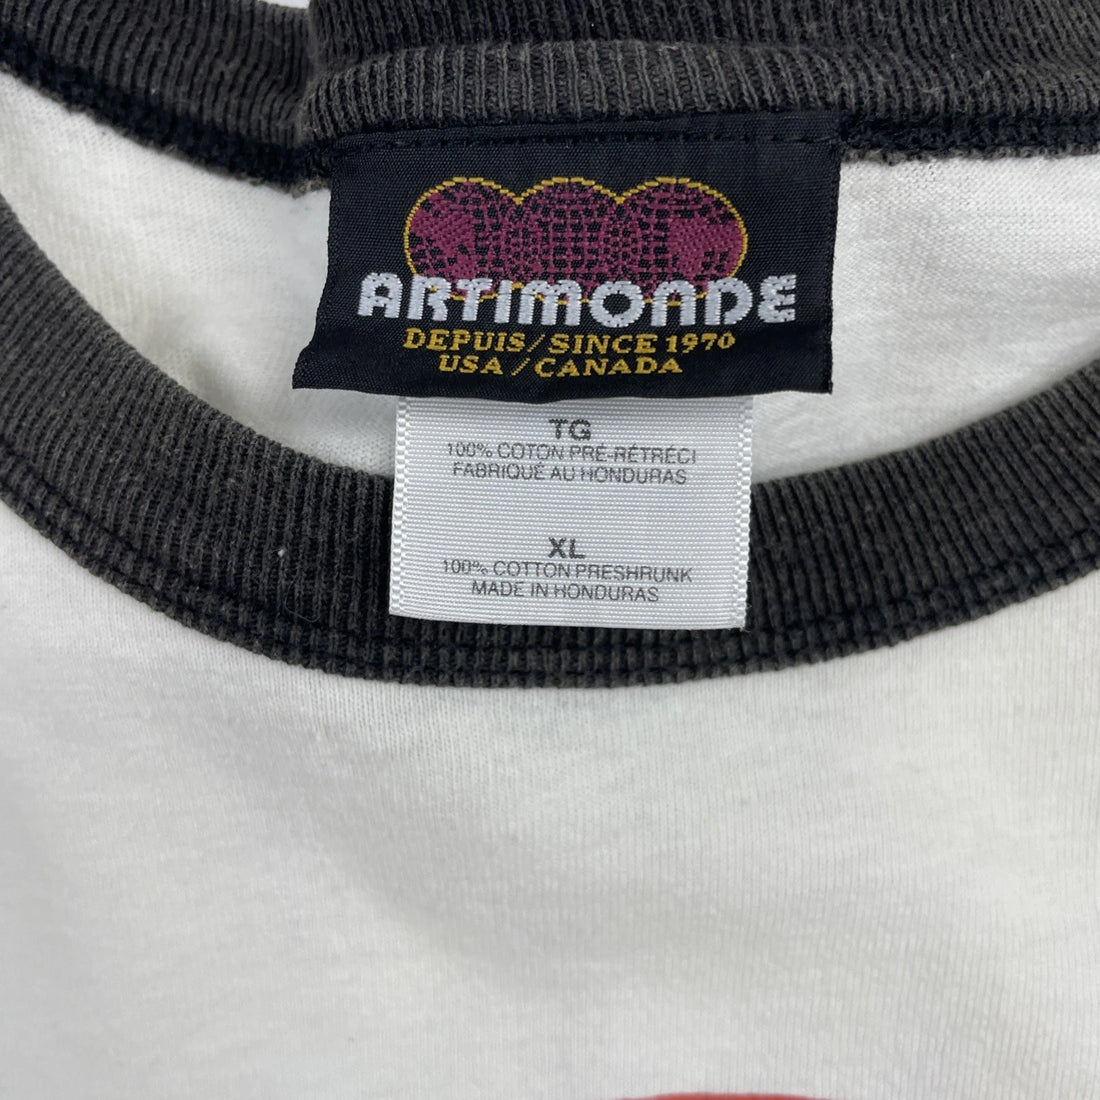 ARTIMONDE
DEPUIS/SINCE 1970
USA/CANADA
TG
100% COTON PRÉ-RÉTRÉCI
FABRIQUÉ AU HONDURAS
XL
100% COTTON PRESHRUNK
MADE IN HONDURAS